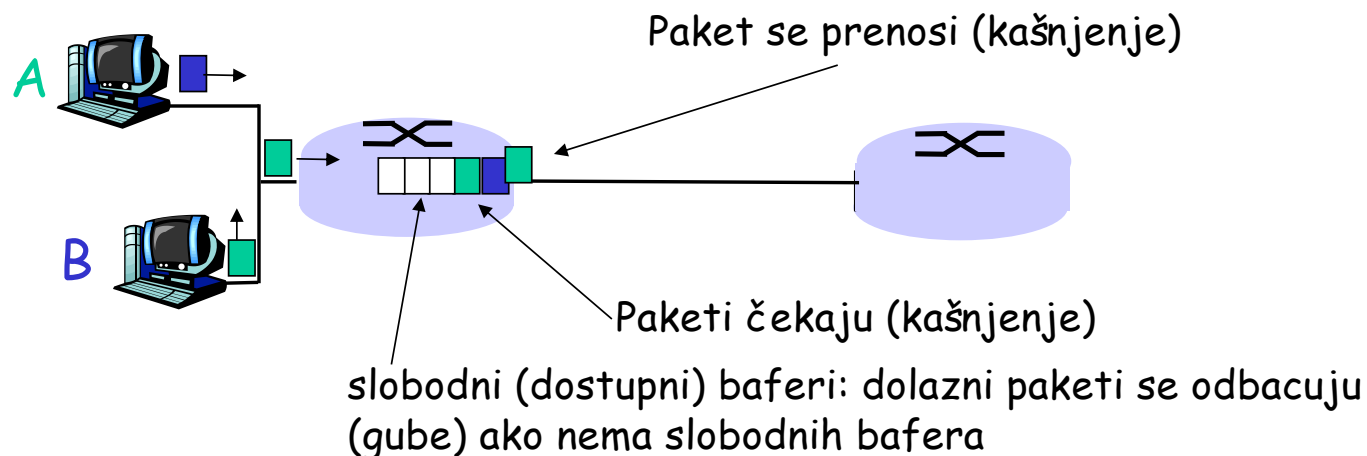 Paket se prenosi (kašnjenje)
A
B
Paketi čekaju (kašnjenje)
slobodni (dostupni) baferi: dolazni paketi se odbacuju
(gube) ako nema slobodnih bafera